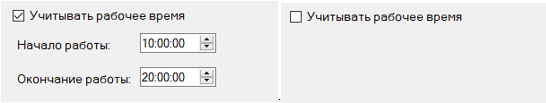 Учитывать рабочее время
Начало работы: 10:00:00
Окончание работы: 20:00:00
.
Учитывать рабочее время